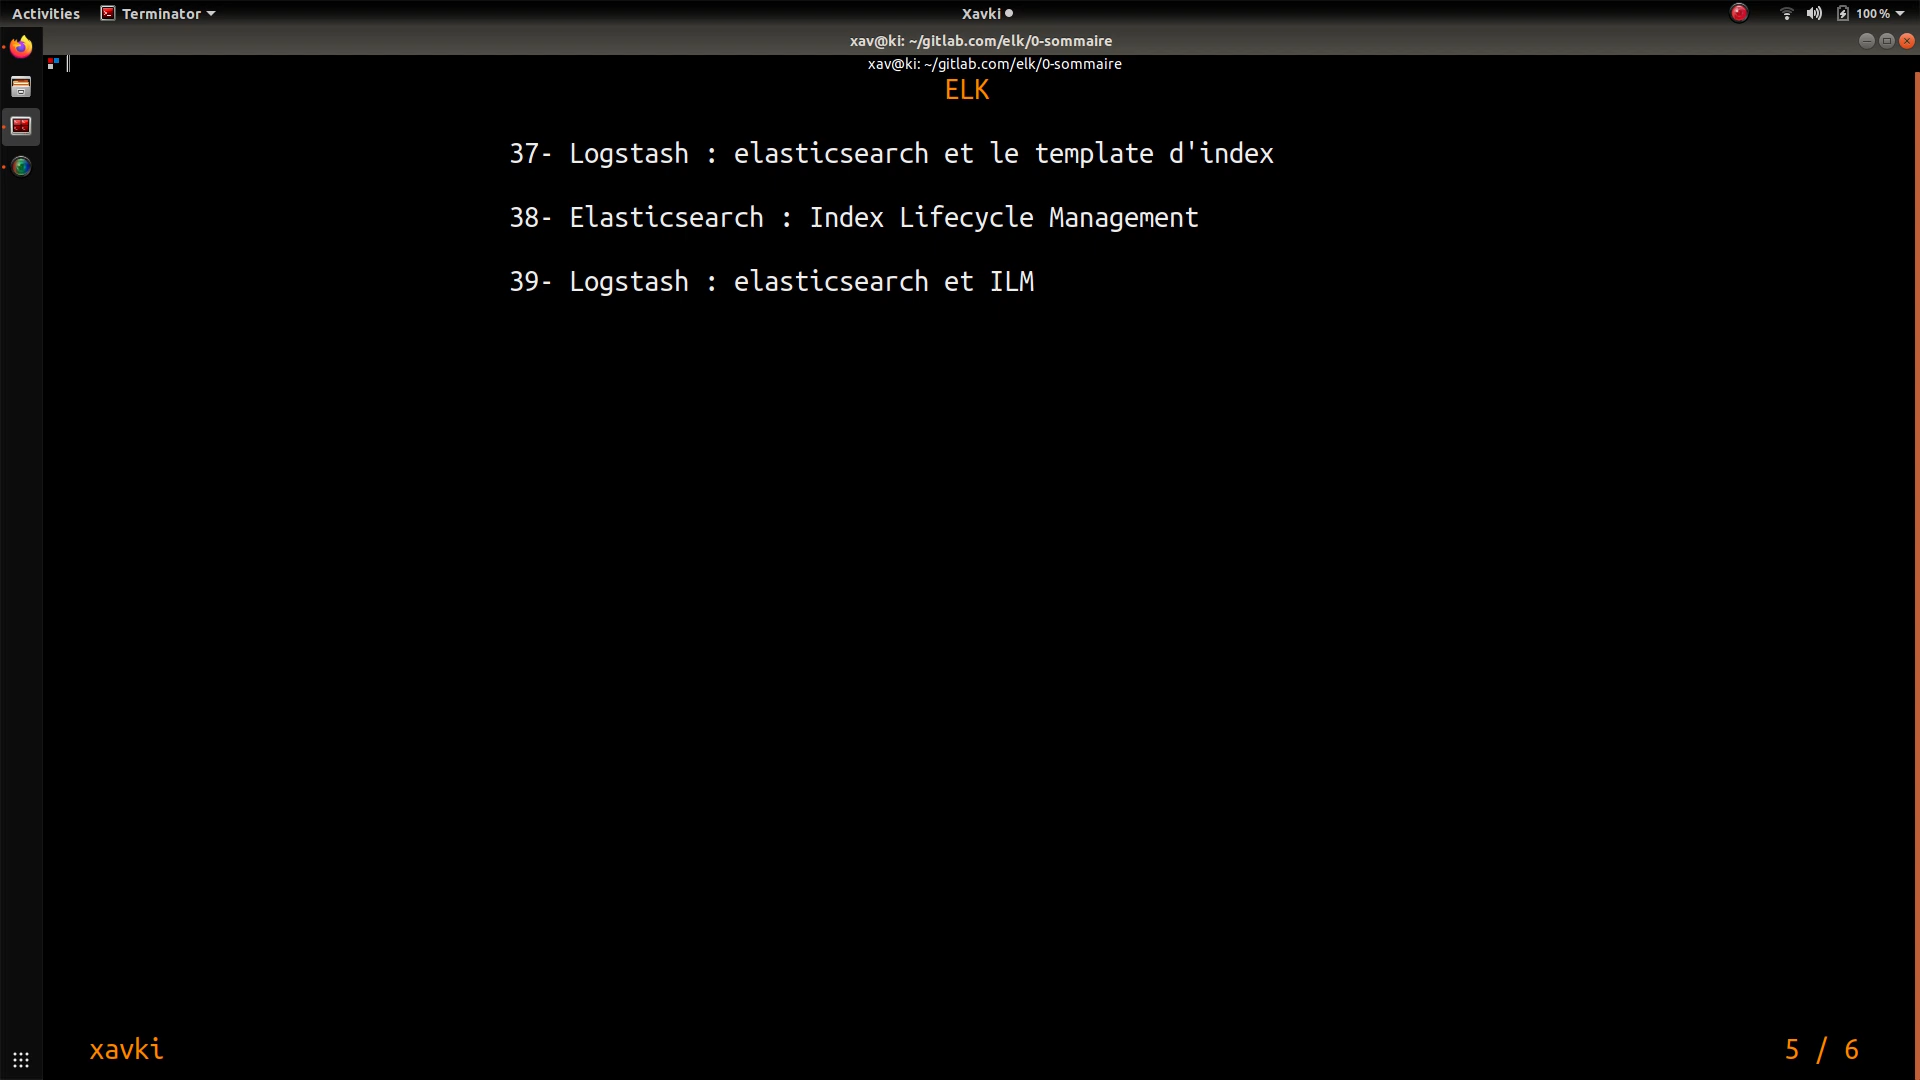 Activities Terminator Xavki 100 %
xav@ki: ~/gitlab.com/elk/0-sommaire
xav@ki: ~/gitlab.com/elk/0-sommaire
ELK
37- Logstash : elasticsearch et le template d'index
38- Elasticsearch : Index Lifecycle Management
39- Logstash : elasticsearch et ILM
xavki 5 / 6